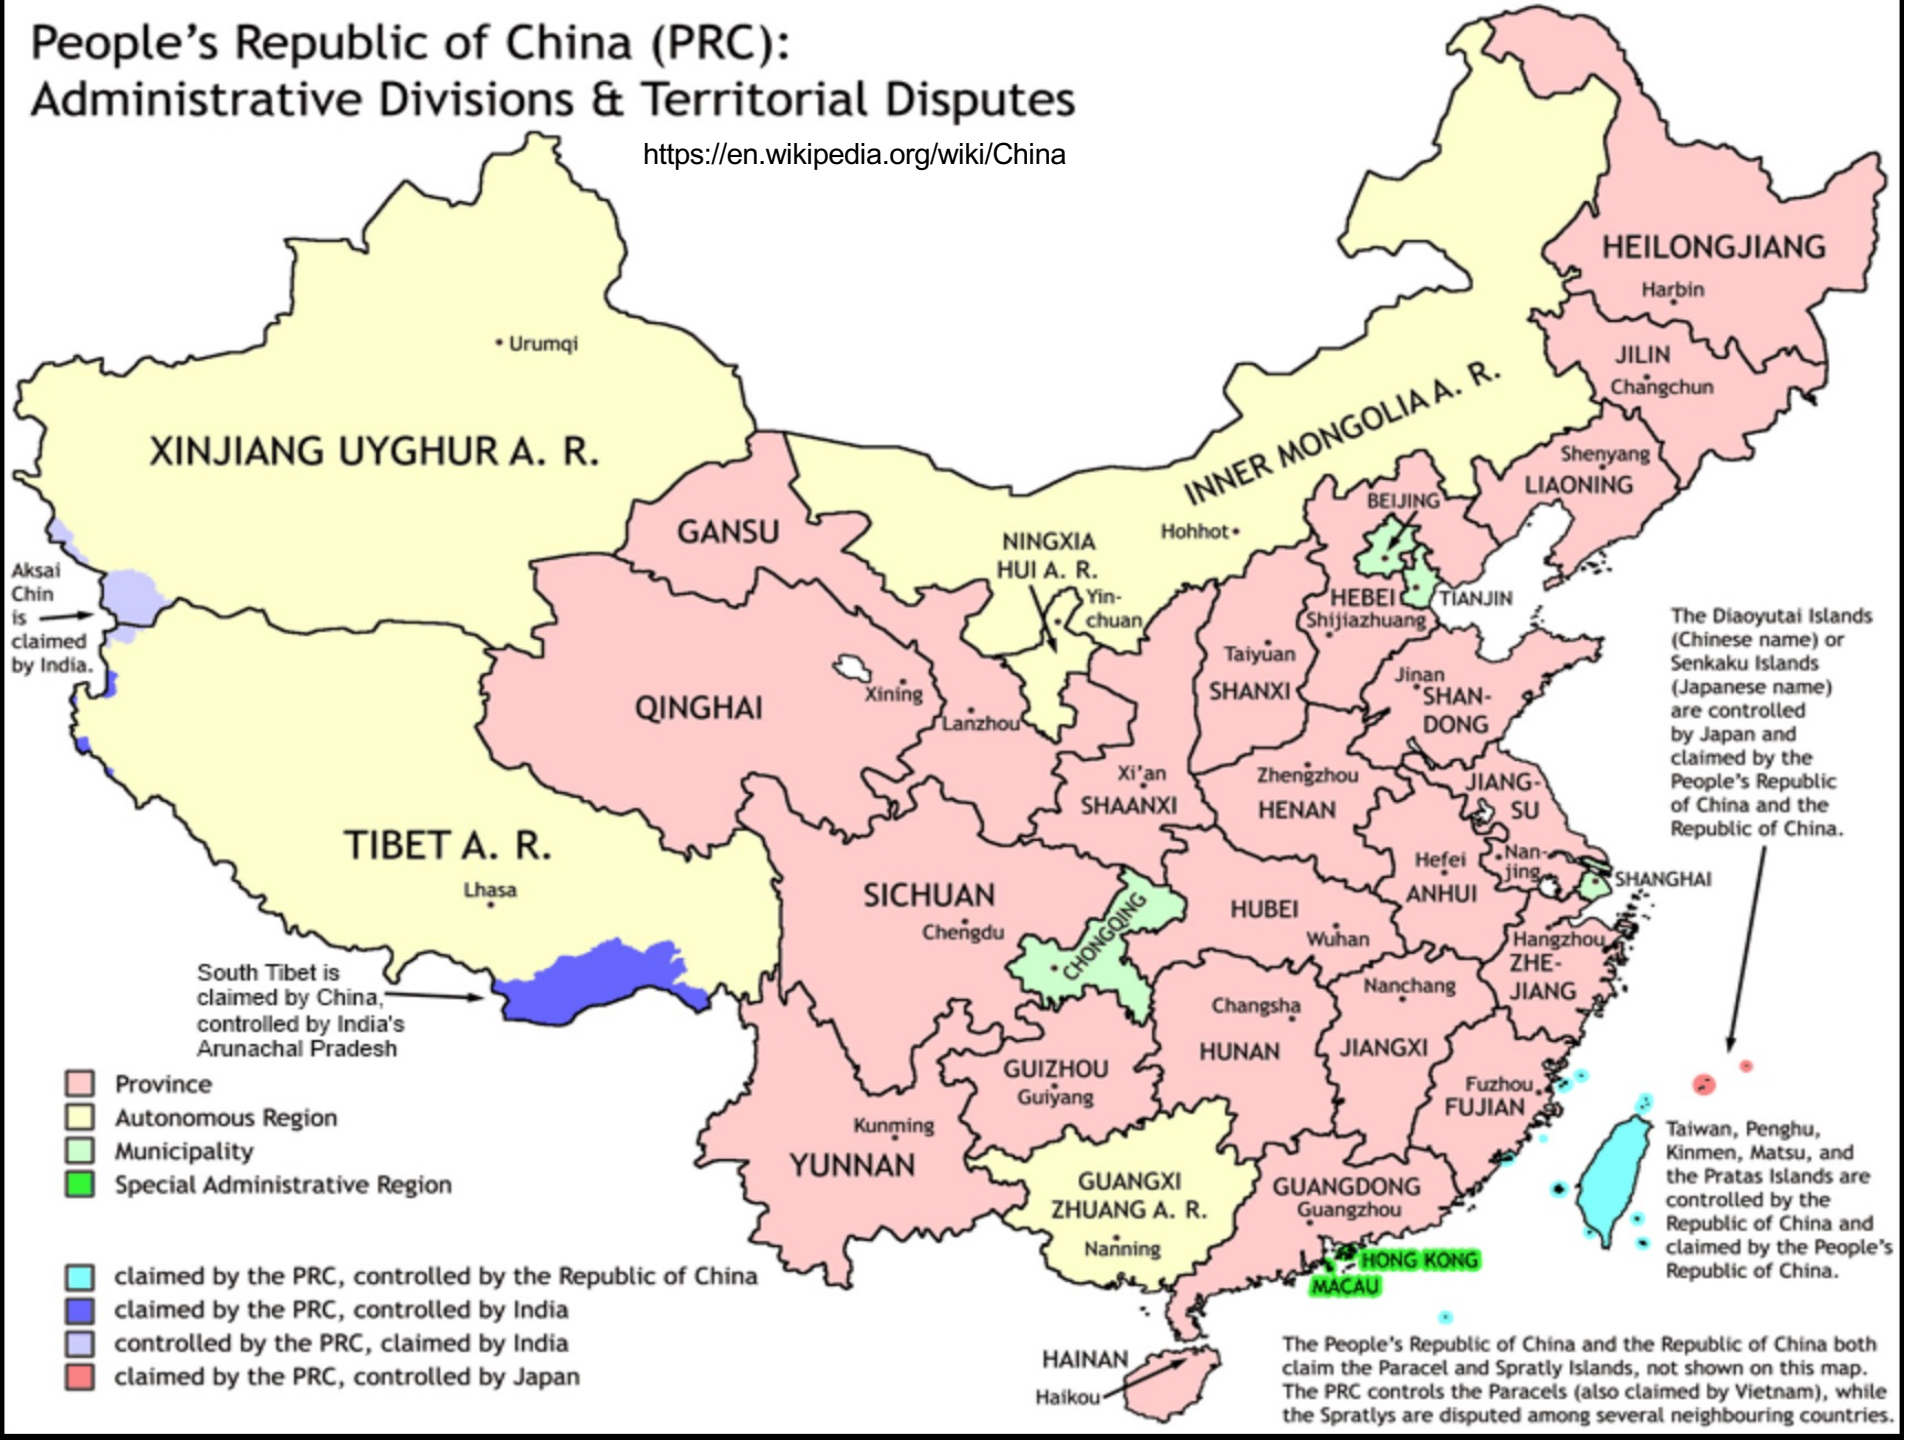 People's Republic of China (PRC):
Administrative Divisions & Territorial Disputes
https://en.wikipedia.org/wiki/China
HEILONGJIANG
Harbin
Urumqi
JILIN
Changchun
INNER MONGOLIA A. R.
XINJIANG UYGHUR A. R.
Shenyang
LIAONING
BEIJING
GANSU
Hohhot
NINGXIA
HUI A. R.
Aksai
Chin
is
claimed
by India.
Yin-
chuan
HEBEI
TIANJIN
Shijiazhuang
The Diaoyutai Islands
(Chinese name) or
Senkaku Islands
(Japanese name)
are controlled
by Japan and
claimed by the
People's Republic
of China and the
Republic of China.
Taiyuan
SHANXI
Jinan
SHAN-
DONG
QINGHAI
Xining
Lanzhou
Xi'an
SHAANXI
Zhengzhou
HENAN
JIANG-
SU
TIBET A. R.
Lhasa
Hefei
ANHUI
Nan-
jing
SHANGHAI
SICHUAN
Chengdu
CHONGQING
HUBEI
Wuhan
Hangzhou
ZHE-
JIANG
South Tibet is
claimed by China,
controlled by India's
Arunachal Pradesh
Changsha
HUNAN
Nanchang
JIANGXI
GUIZHOU
Guiyang
Fuzhou
FUJIAN
Kunming
YUNNAN
GUANGXI
ZHUANG A. R.
Nanning
GUANGDONG
Guangzhou
Taiwan, Penghu,
Kinmen, Matsu, and
the Pratas Islands are
controlled by the
Republic of China and
claimed by the People's
Republic of China.
HONG KONG
MACAU
HAINAN
Haikou
Province
Autonomous Region
Municipality
Special Administrative Region
claimed by the PRC, controlled by the Republic of China
claimed by the PRC, controlled by India
controlled by the PRC, claimed by India
claimed by the PRC, controlled by Japan
The People's Republic of China and the Republic of China both
claim the Paracel and Spratly Islands, not shown on this map.
The PRC controls the Paracels (also claimed by Vietnam), while
the Spratlys are disputed among several neighbouring countries.